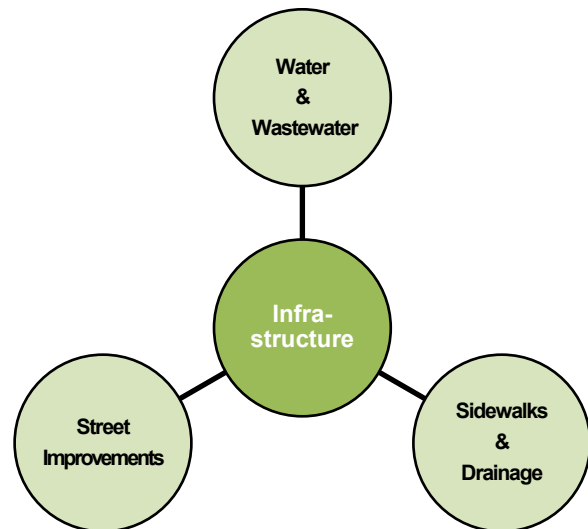 Water
&
Wastewater
Infra-
structure
Street
Improvements
Sidewalks
&
Drainage